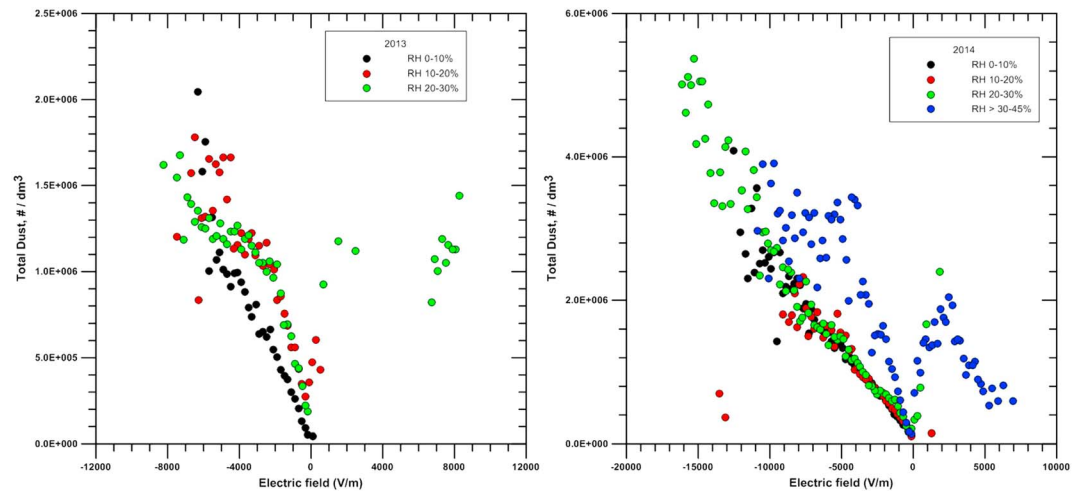 2.5E+006
2.0E+006
1.5E+006
1.0E+006
5.0E+005
0.0E+000
Total Dust, # / dm3
2013
RH 0-10%
RH 10-20%
RH 20-30%
-12000 -8000 -4000 0 4000 8000 12000
Electric field (V/m)
6.0E+006
4.0E+006
2.0E+006
0.0E+000
Total Dust, # / dm3
2014
RH 0-10%
RH 10-20%
RH 20-30%
RH > 30-45%
-20000 -15000 -10000 -5000 0 5000 10000
Electric field (V/m)